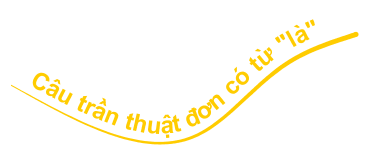 Câu trần thuật đơn có từ "là"